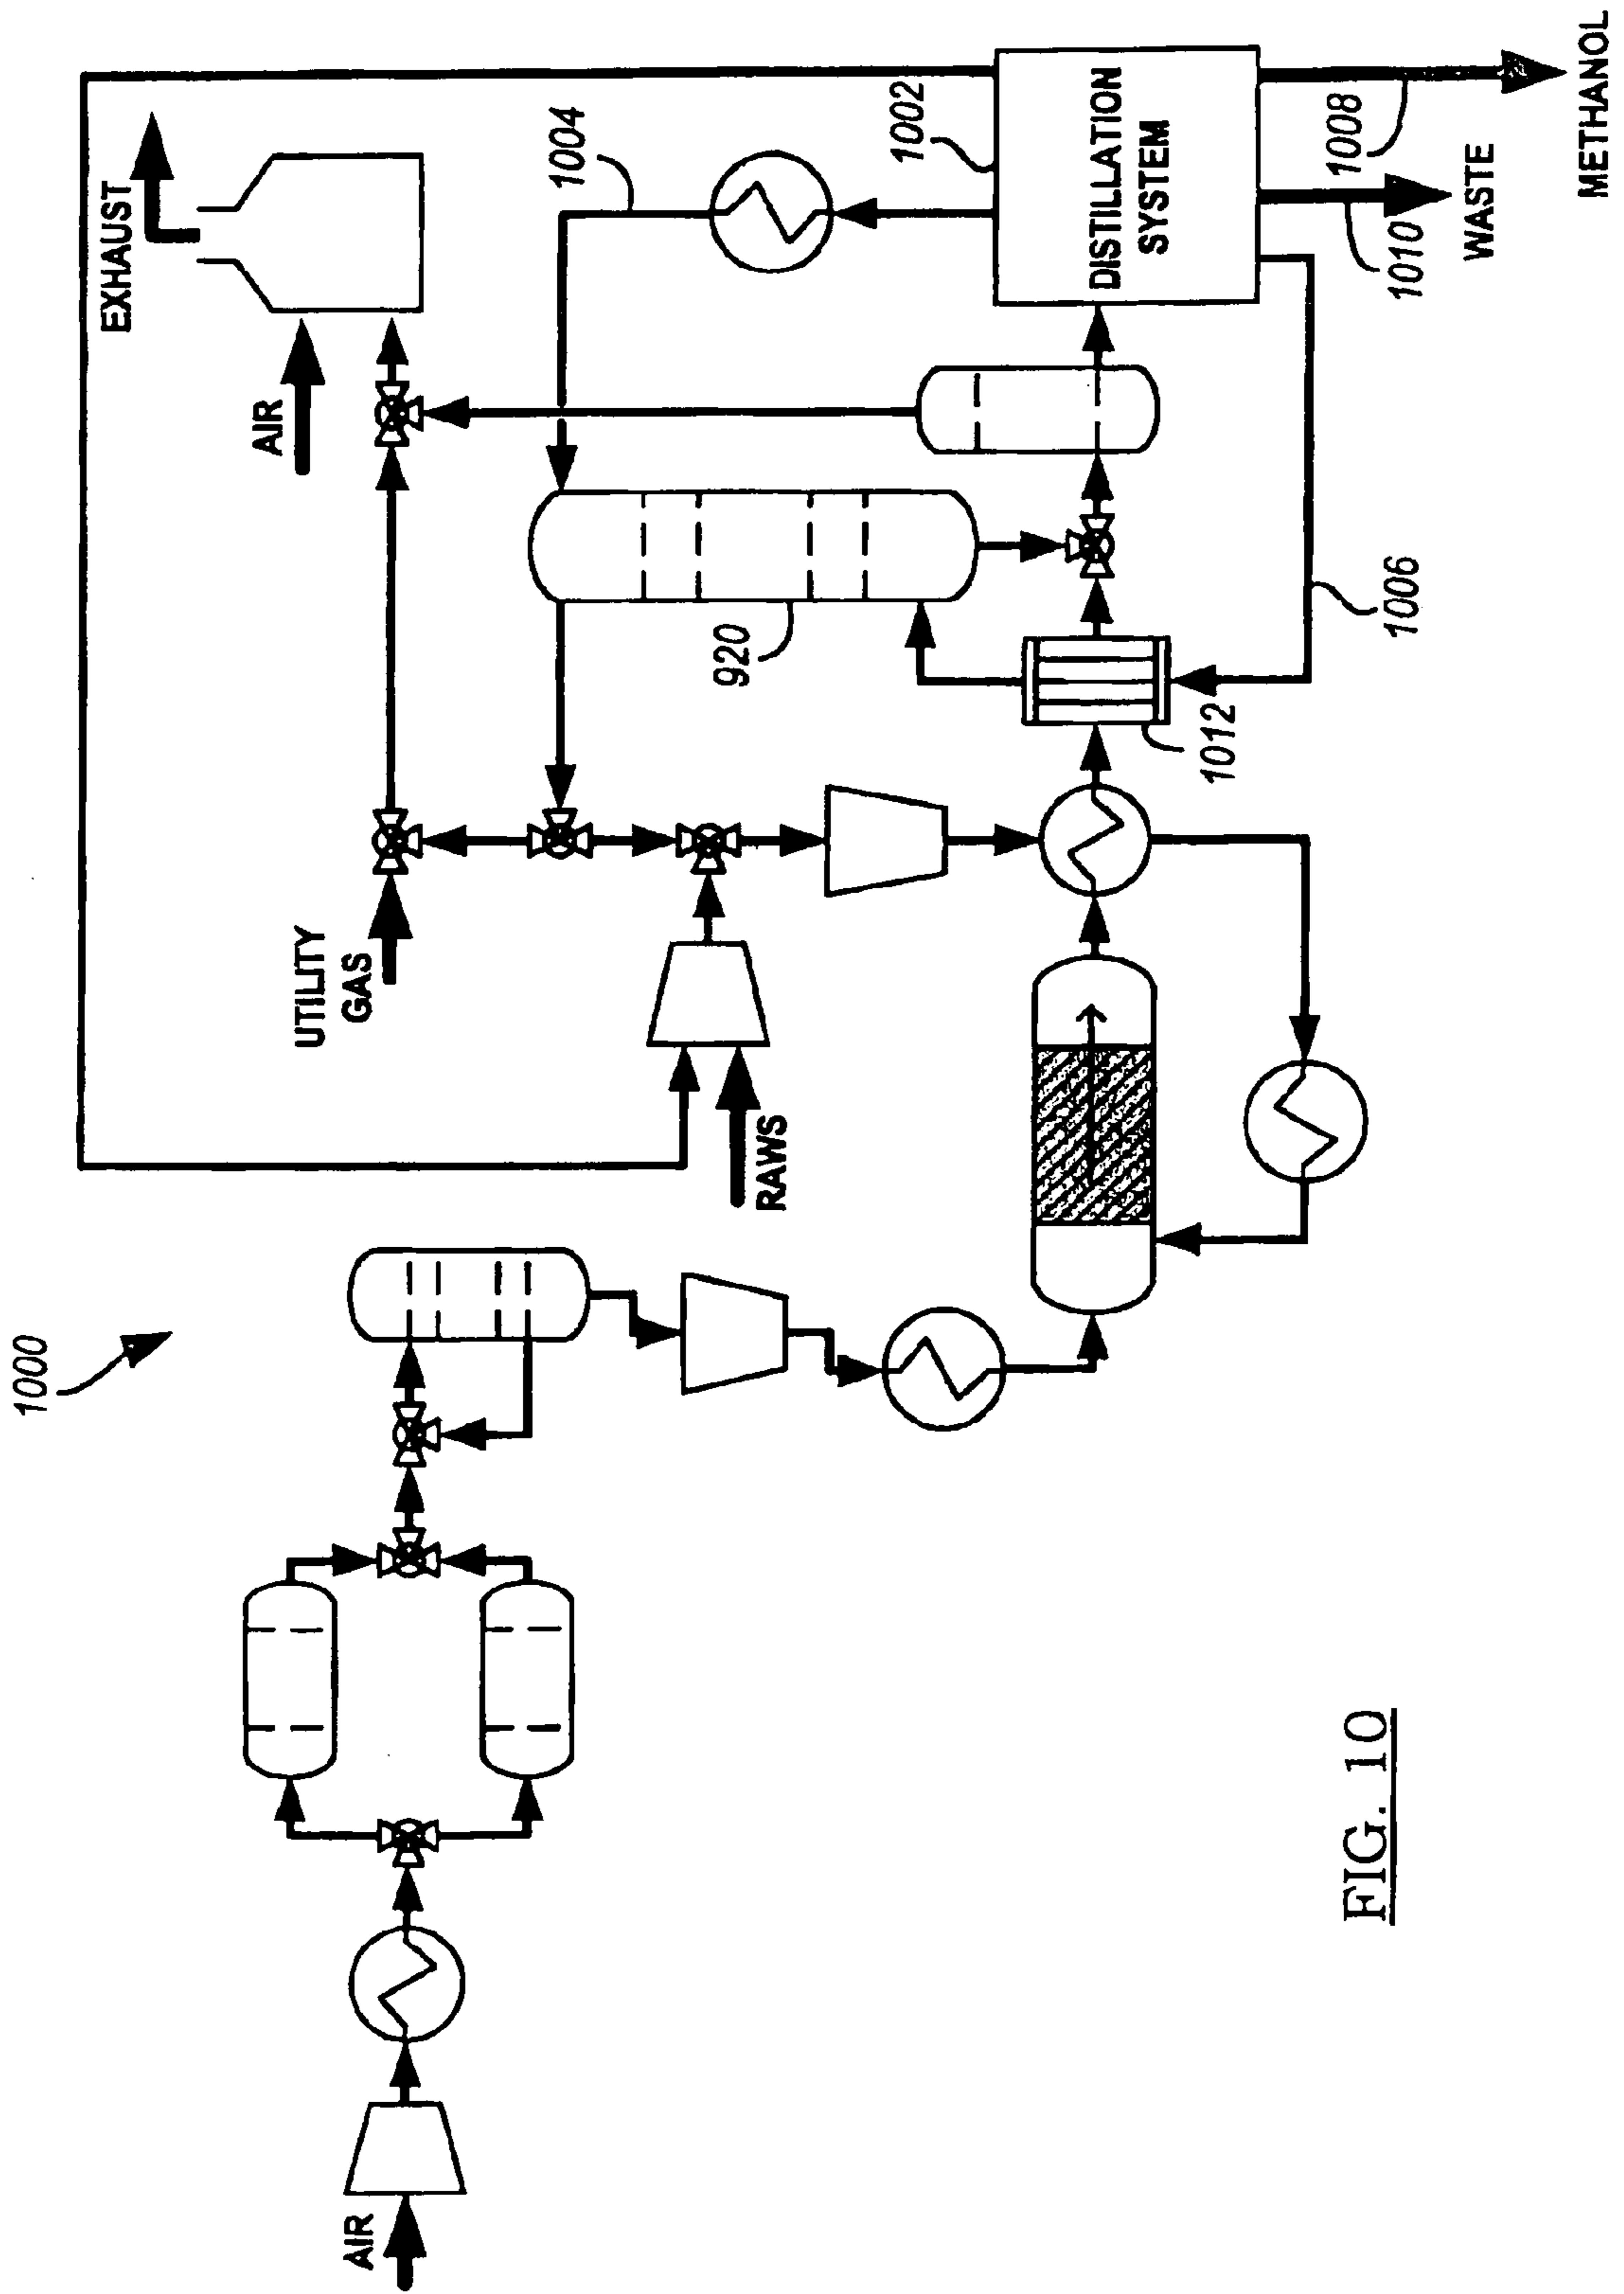 1000
EXHAUST
AIR
UTILITY
GAS
RAWS
AIR
1004
1002
DISTILLATION
SYSTEM
920
1012
1006
1008
1010
WASTE
METHANOL
FIG. 10